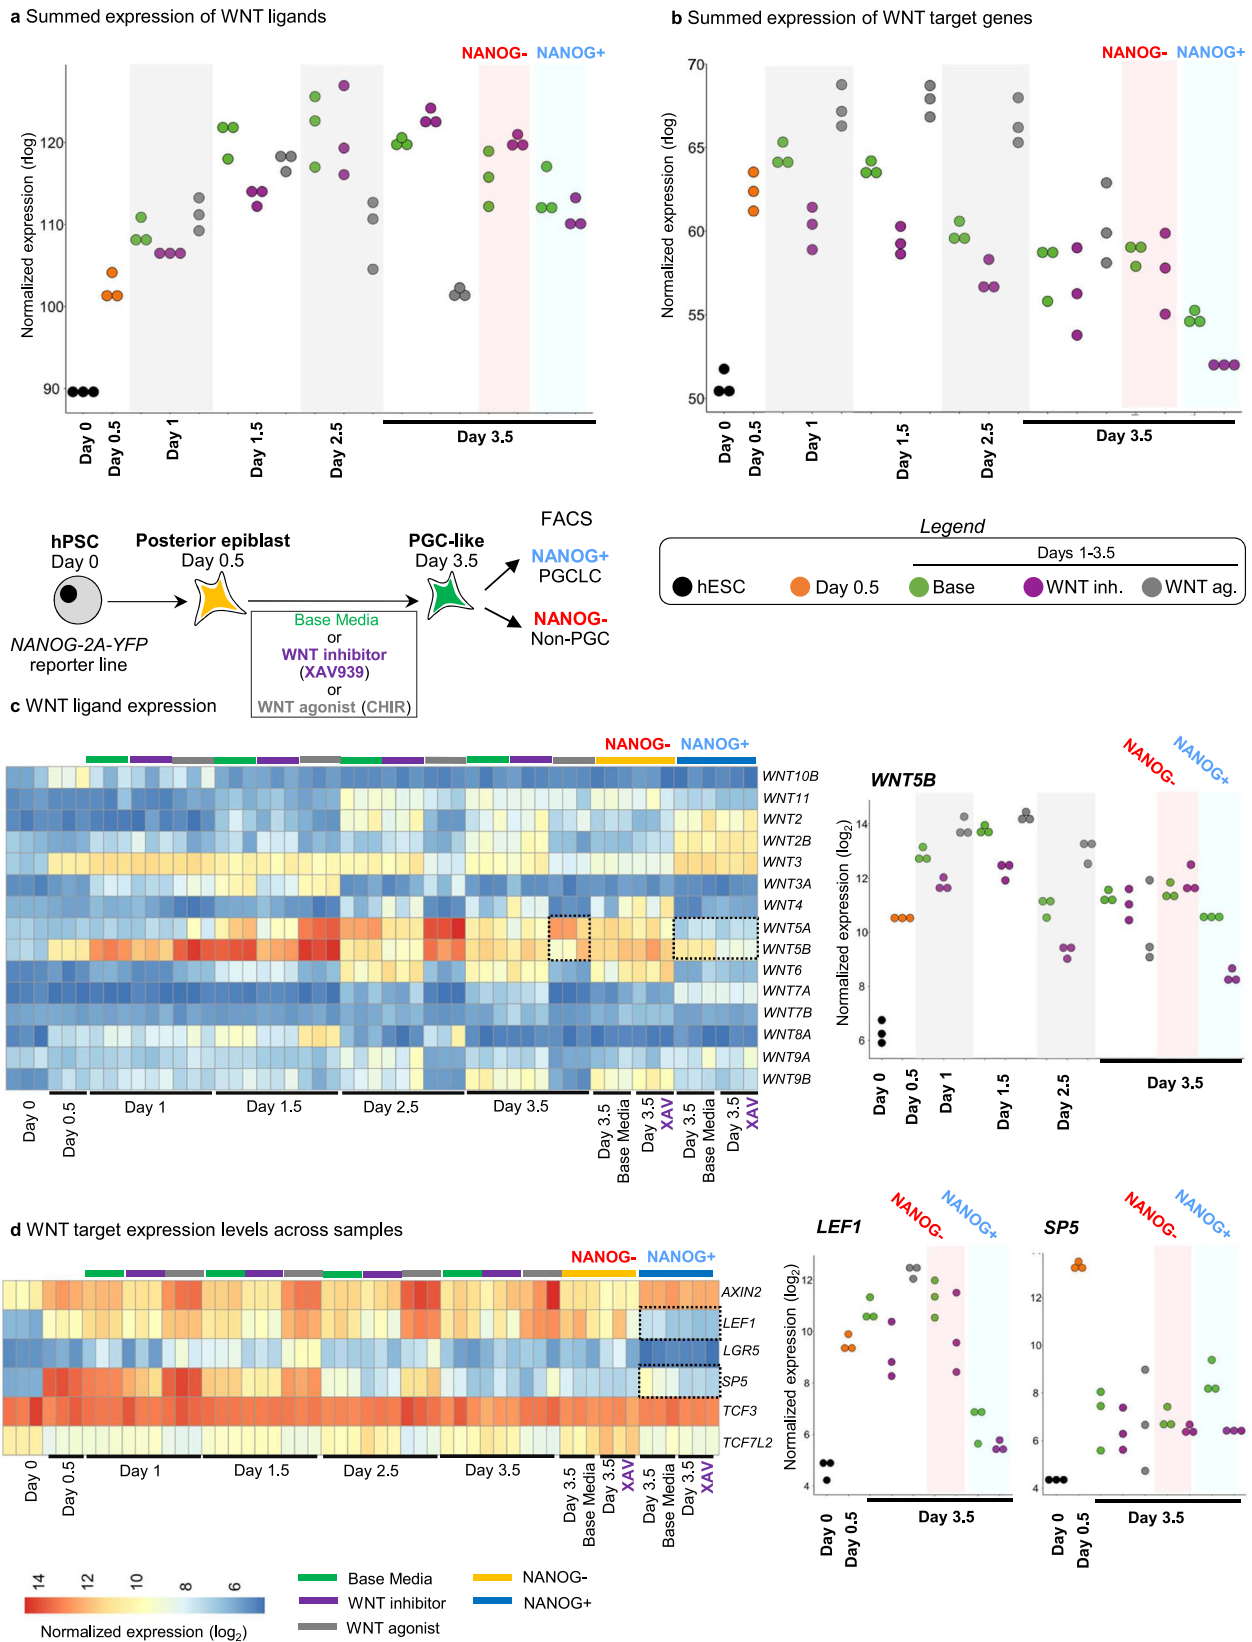 a Summed expression of WNT ligands
NANOG- NANOG+
Normalized expression (rlog)
120
110
100
90
Day 0
Day 0.5
Day 1
Day 1.5
Day 2.5
Day 3.5
b Summed expression of WNT target genes
NANOG- NANOG+
Normalized expression (rlog)
70
65
60
55
50
Day 0
Day 0.5
Day 1
Day 1.5
Day 2.5
Day 3.5
hPSC
Day 0
Posterior epiblast
Day 0.5
PGC-like
Day 3.5
FACS
NANOG+
PGCLC
NANOG-
Non-PGC
NANOG-2A-YFP
reporter line
Base Media
or
WNT inhibitor
(XAV939)
or
WNT agonist (CHIR)
Legend
Days 1-3.5
hESC
Day 0.5
Base
WNT inh.
WNT ag.
c WNT ligand expression
NANOG- NANOG+
WNT10B
WNT11
WNT2
WNT2B
WNT3
WNT3A
WNT4
WNT5A
WNT5B
WNT6
WNT7A
WNT7B
WNT8A
WNT9A
WNT9B
Day 0
Day 0.5
Day 1
Day 1.5
Day 2.5
Day 3.5
Day 3.5
Base Media
Day 3.5
XAV
Day 3.5
Base Media
Day 3.5
XAV
WNT5B
NANOG-
NANOG+
Normalized expression (log2)
14
12
10
8
6
Day 0
Day 0.5
Day 1
Day 1.5
Day 2.5
Day 3.5
d WNT target expression levels across samples
NANOG- NANOG+
AXIN2
LEF1
LGR5
SP5
TCF3
TCF7L2
Day 0
Day 0.5
Day 1
Day 1.5
Day 2.5
Day 3.5
Day 3.5
Base Media
Day 3.5
XAV
Day 3.5
Base Media
Day 3.5
XAV
LEF1
NANOG-
NANOG+
Normalized expression (log2)
12
10
8
6
4
Day 0
Day 0.5
Day 3.5
SP5
NANOG-
NANOG+
12
10
8
6
4
Day 0
Day 0.5
Day 3.5
14
12
10
8
6
Normalized expression (log2)
Base Media
WNT inhibitor
WNT agonist
NANOG-
NANOG+